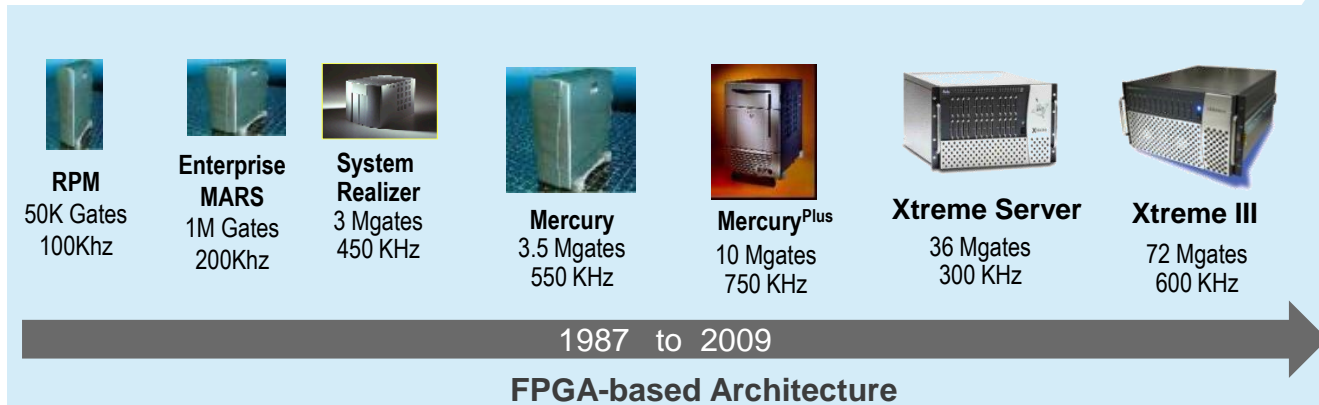 RPM
50K Gates
100Khz
Enterprise
MARS
1M Gates
200Khz
System
Realizer
3 Mgates
450 KHz
Mercury
3.5 Mgates
550 KHz
MercuryPlus
10 Mgates
750 KHz
Xtreme Server
36 Mgates
300 KHz
Xtreme III
72 Mgates
600 KHz
1987 to 2009
FPGA-based Architecture